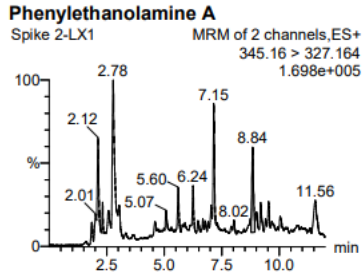 Phenylethanolamine A
Spike 2-LX1 MRM of 2 channels,ES+
345.16 > 327.164
1.698e+005
100
2.78
7.15
2.12
8.84
%
5.60
6.24
2.01
5.07
11.56
8.02
0
min
2.5 5.0 7.5 10.0